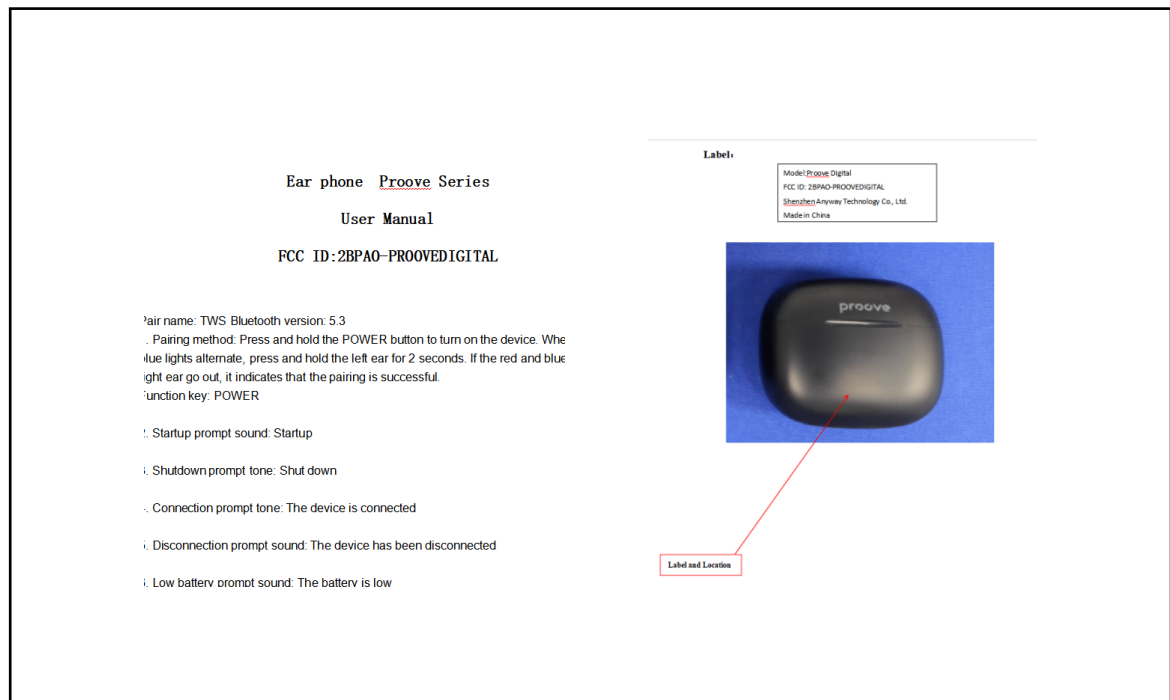 Ear phone Proove Series
User Manual
FCC ID:2BPAO-PROOVEDIGITAL
Pair name: TWS Bluetooth version: 5.3
. Pairing method: Press and hold the POWER button to turn on the device. Whe
blue lights alternate, press and hold the left ear for 2 seconds. If the red and blue
ight ear go out, it indicates that the pairing is successful.
Function key: POWER
. Startup prompt sound: Startup
. Shutdown prompt tone: Shut down
. Connection prompt tone: The device is connected
. Disconnection prompt sound: The device has been disconnected
. Low battery prompt sound: The battery is low
Label:
Model:Proove Digital
FCC ID: 2BPAO-PROOVEDIGITAL
Shenzhen Anyway Technology Co., Ltd.
Made in China
proove
Label and Location